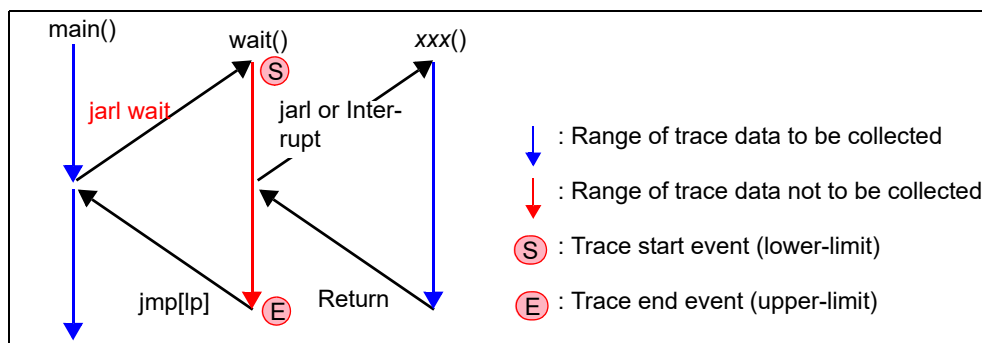 main()
wait()
xxx()
S
jarl wait
jarl or Inter-
rupt
jmp[lp]
E
Return
: Range of trace data to be collected
: Range of trace data not to be collected
S : Trace start event (lower-limit)
E : Trace end event (upper-limit)